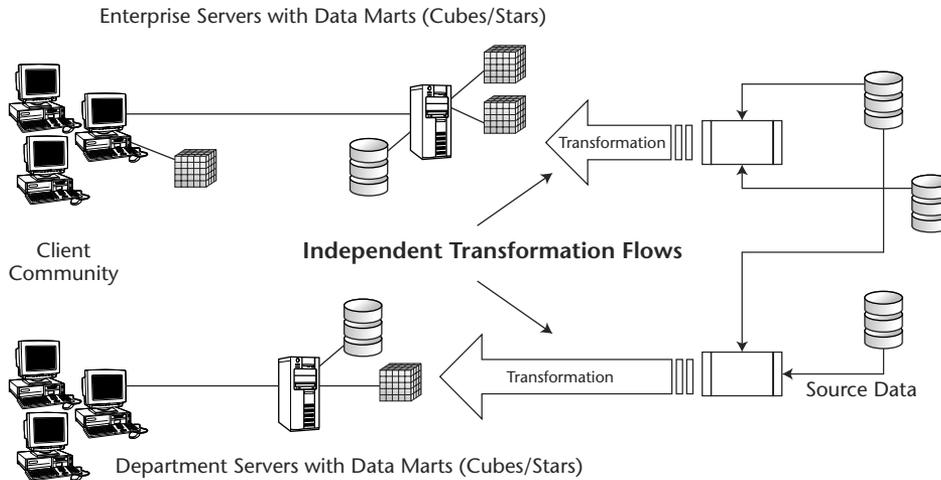 Enterprise Servers with Data Marts (Cubes/Stars)
Transformation
Client
Community
Independent Transformation Flows
Transformation
Source Data
Department Servers with Data Marts (Cubes/Stars)